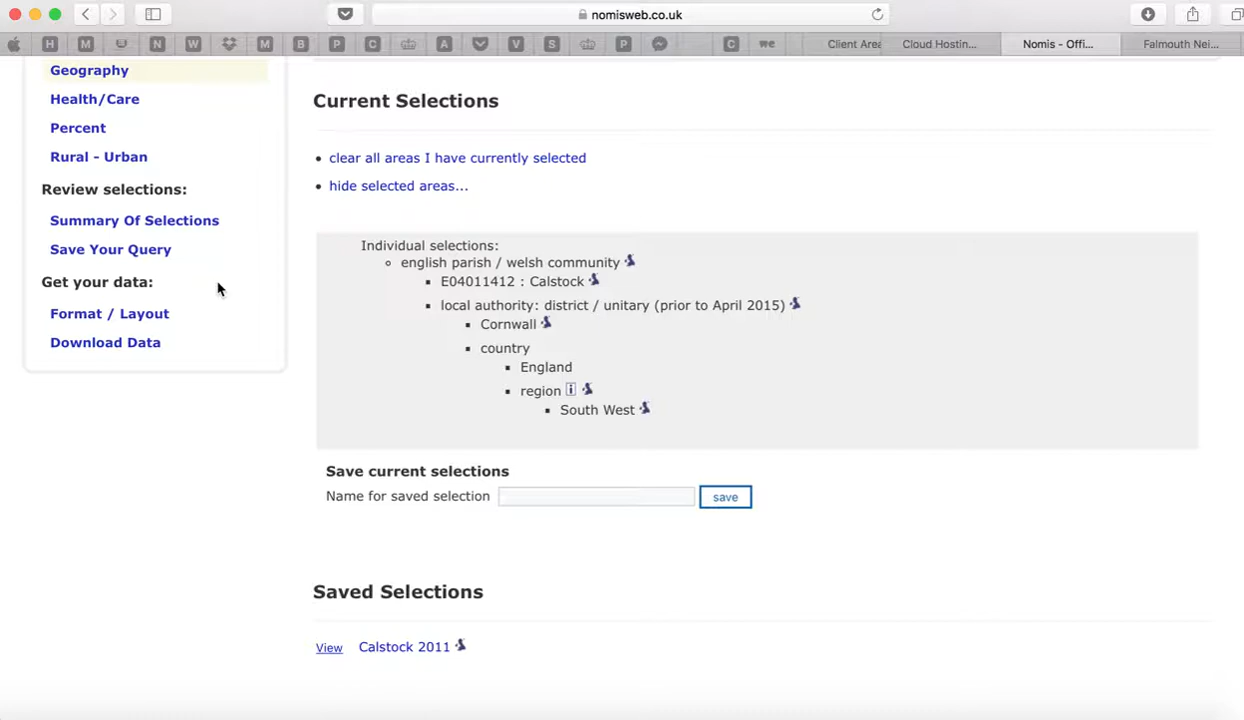 nomisweb.co.uk
H M N W M B P C A V S P C we Client Area Cloud Hostin... Nomis - Offi... Falmouth Nei...
Geography
Health/Care
Percent
Rural - Urban
Review selections:
Summary Of Selections
Save Your Query
Get your data:
Format / Layout
Download Data
Current Selections
clear all areas I have currently selected
hide selected areas...
Individual selections:
english parish / welsh community
E04011412 : Calstock
local authority: district / unitary (prior to April 2015)
Cornwall
country
England
region i
South West
Save current selections
Name for saved selection save
Saved Selections
View Calstock 2011